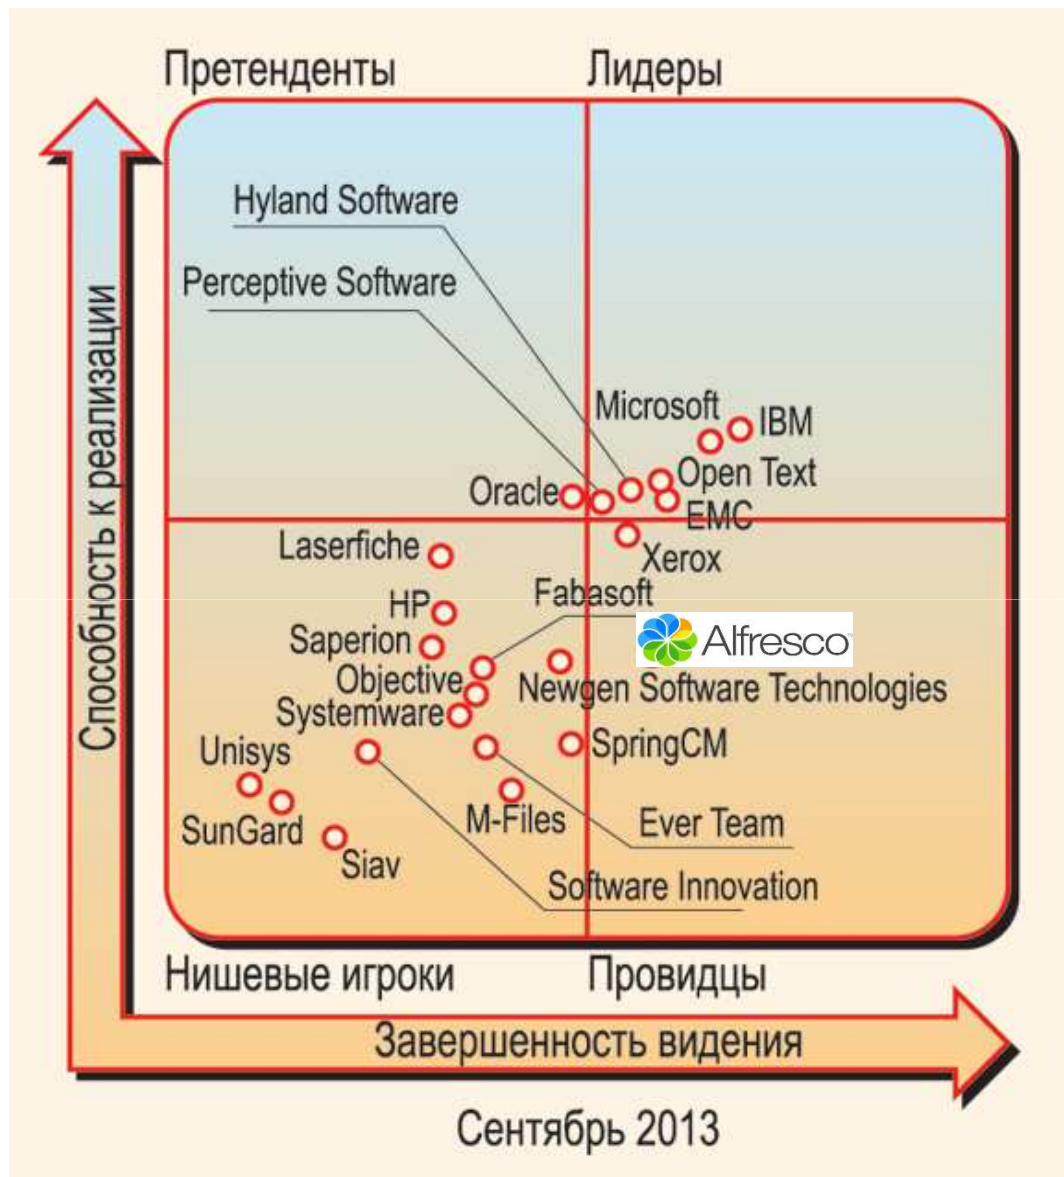 Претенденты
Лидеры
Hyland Software
Perceptive Software
Microsoft
IBM
Oracle
Open Text
EMC
Laserfiche
Xerox
Fabasoft
HP
Alfresco
Saperion
Objective
Newgen Software Technologies
Systemware
Unisys
SpringCM
M-Files
Ever Team
SunGard
Siav
Software Innovation
Способность к реализации
Нишевые игроки
Провидцы
Завершенность видения
Сентябрь 2013